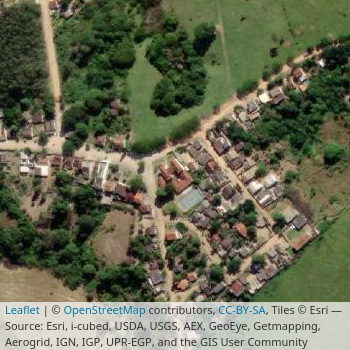 Leaflet | © OpenStreetMap contributors, CC-BY-SA, Tiles © Esri —
Source: Esri, i-cubed, USDA, USGS, AEX, GeoEye, Getmapping,
Aerogrid, IGN, IGP, UPR-EGP, and the GIS User Community